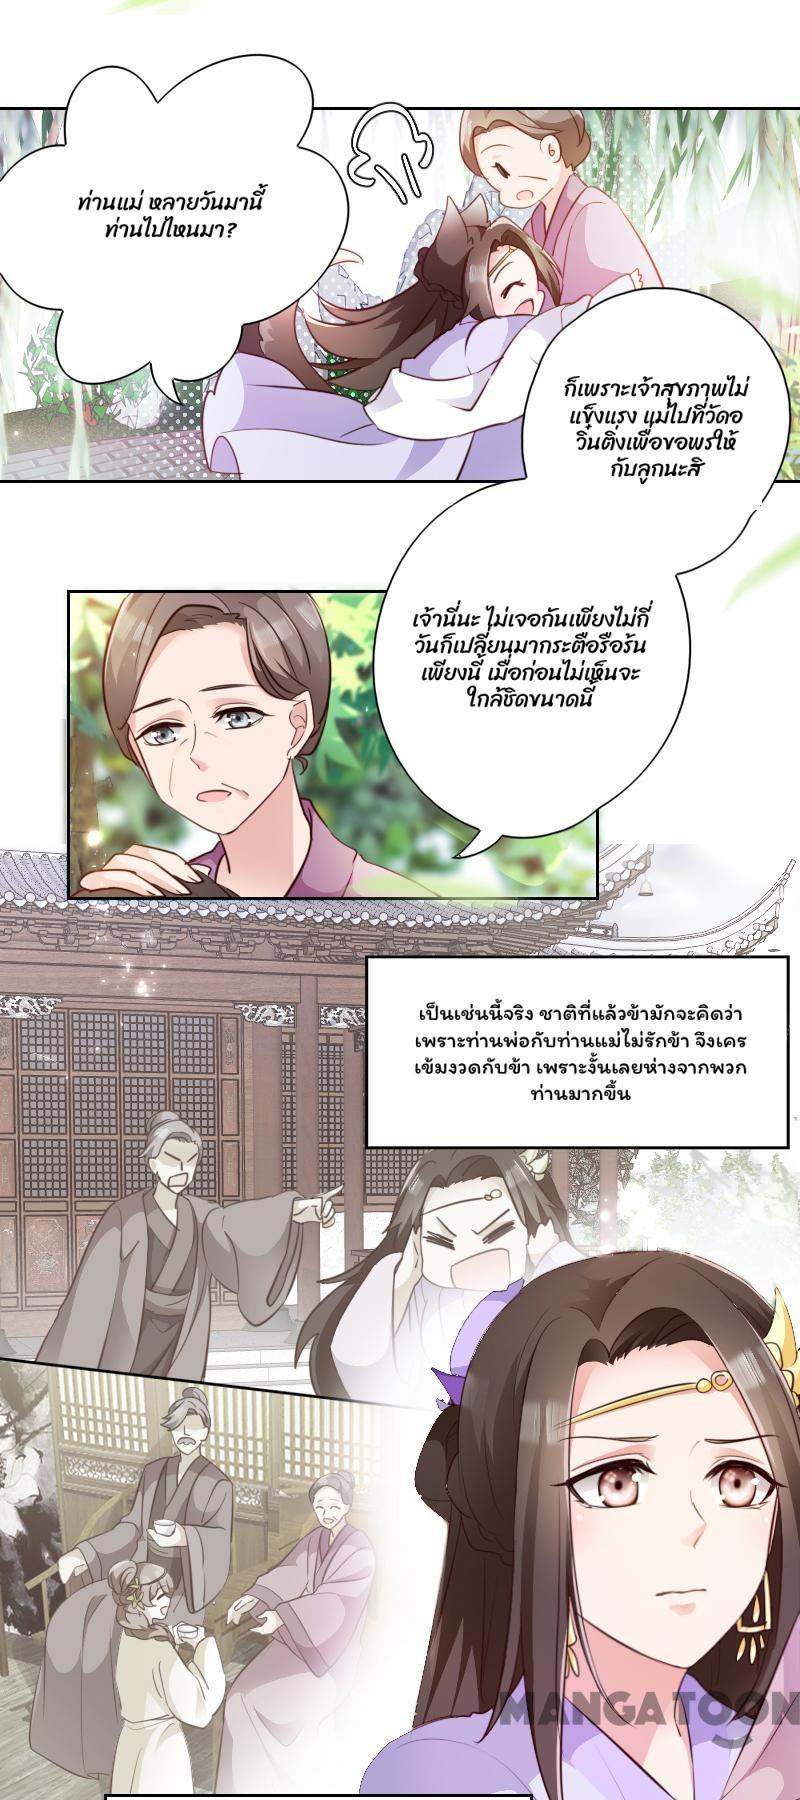 ท่านแม่ หลายวันมานี้
ท่านไปไหนมา?
ก็เพราะเจ้าสุขภาพไม่
แข็งแรง แม่ไปที่วัดอ
วิ๋นติ่งเพื่อขอพรให้
กับลูกนะสิ
เจ้านี่นะ ไม่เจอกันเพียงไม่กี่
วันก็เปลี่ยนมากระตือรือร้น
เพียงนี้ เมื่อก่อนไม่เห็นจะ
ใกล้ชิดขนาดนี้
เป็นเช่นนี้จริง ชาติที่แล้วข้ามักจะคิดว่า
เพราะท่านพ่อกับท่านแม่ไม่รักข้า จึงเคร
เข้มงวดกับข้า เพราะงั้นเลยห่างจากพวก
ท่านมากขึ้น
MANGATOON